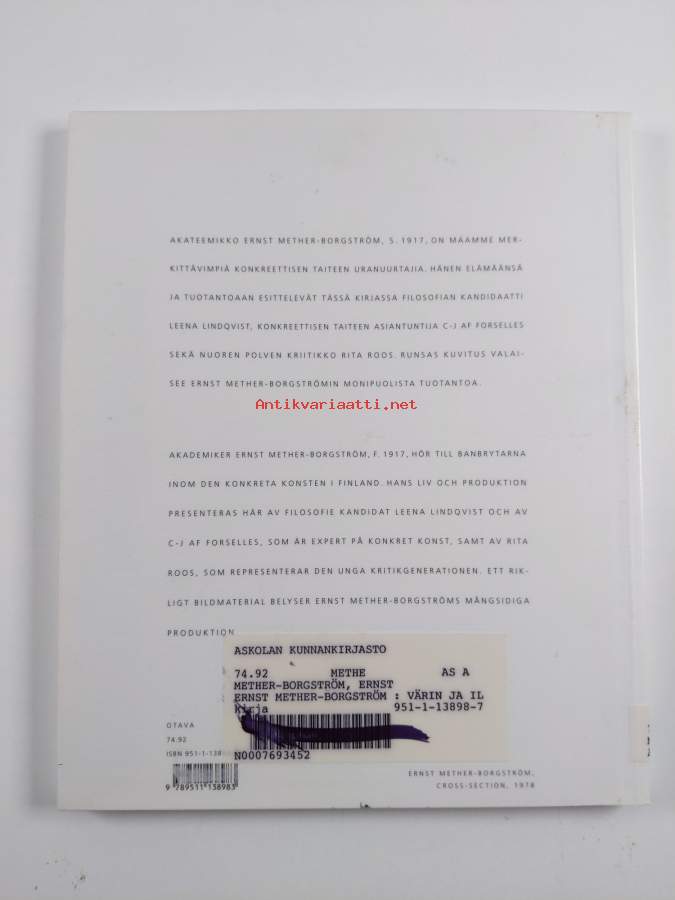 AKATEEMIKKO ERNST METHER-BORGSTRÖM, S. 1917, ON MAAMME MER-
KITTÄVIMPIÄ KONKREETTISEN TAITEEN URANUURTAJIA. HÄNEN ELÄMÄÄNSÄ
JA TUOTANTOAAN ESITTELEVÄT TÄSSÄ KIRJASSA FILOSOFIAN KANDIDAATTI
LEENA LINDQVIST, KONKREETTISEN TAITEEN ASIANTUNTIJA C-J AF FORSELLES
SEKÄ NUOREN POLVEN KRIITIKKO RITA ROOS. RUNSAS KUVITUS VALAI-
SEE ERNST METHER-BORGSTRÖMIN MONIPUOLISTA TUOTANTOA.
Antikvariaatti.net
AKADEMIKER ERNST METHER-BORGSTRÖM, F. 1917, HÖR TILL BANBRYTARNA
INOM DEN KONKRETA KONSTEN I FINLAND. HANS LIV OCH PRODUKTION
PRESENTERAS HÄR AV FILOSOFIE KANDIDAT LEENA LINDQVIST OCH AV
C-J AF FORSELLES, SOM ÄR EXPERT PÅ KONKRET KONST, SAMT AV RITA
ROOS, SOM REPRESENTERAR DEN UNGA KRITIKGENERATIONEN. ETT RIK-
LIGT BILDMATERIAL BELYSER ERNST METHER-BORGSTRÖMS MÅNGSIDIGA
PRODUKTION
ASKOLAN KUNNANKIRJASTO
74.92 METHE AS A
METHER-BORGSTRÖM, ERNST
ERNST METHER-BORGSTRÖM : VÄRIN JA IL
Kirja 951-1-13898-7
N0007693452
OTAVA
74.92
ISBN 951-1-138
9 789511 138983
ERNST METHER-BORGSTRÖM,
CROSS-SECTION, 1978